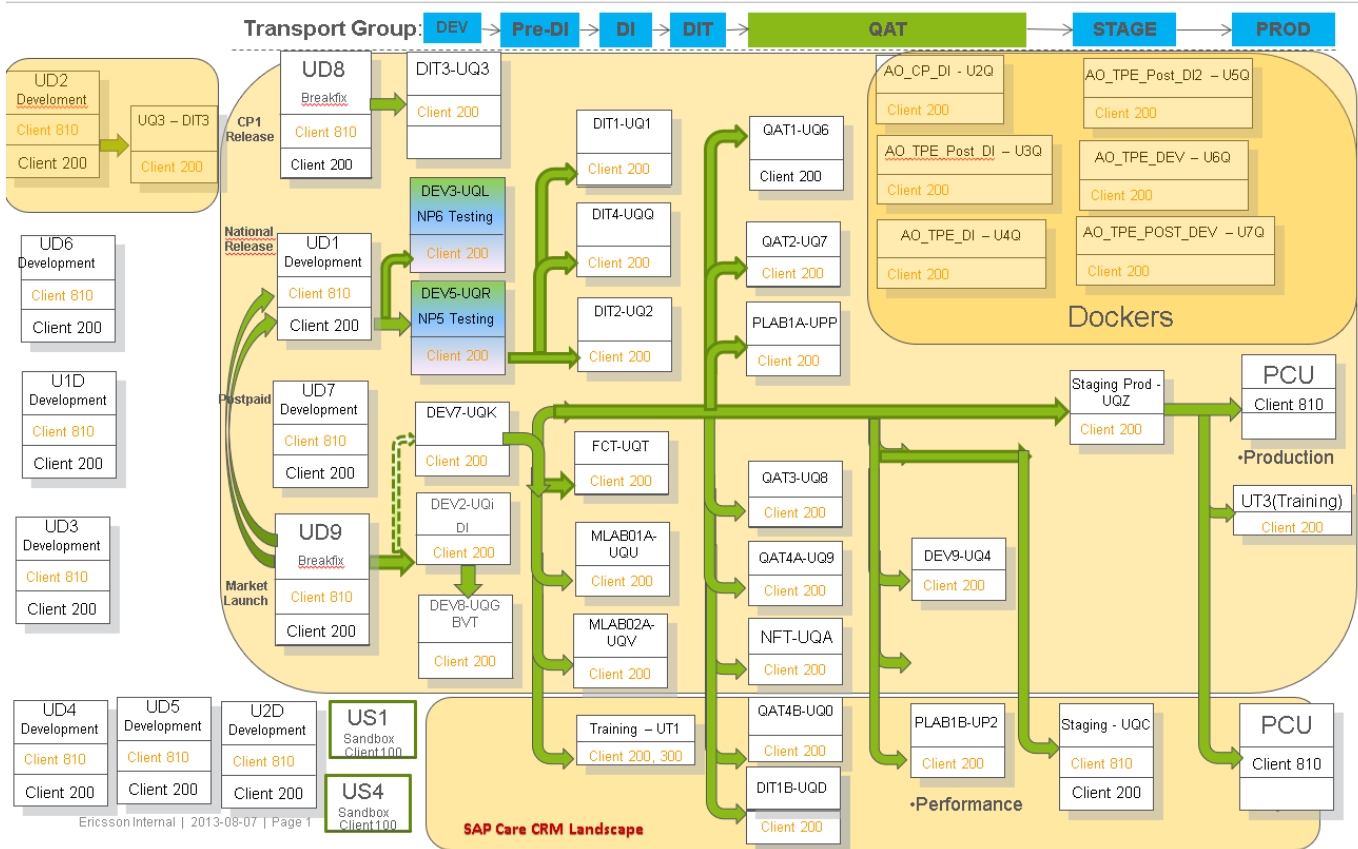 Transport Group:
DEV
Pre-DI
DI
DIT
QAT
STAGE
PROD
UD2
Develoment
Client 810
Client 200
UQ3 – DIT3
Client 200
CP1
Release
UD8
Breakfix
Client 810
Client 200
DIT3-UQ3
Client 200
DIT1-UQ1
Client 200
QAT1-UQ6
Client 200
AO_CP_DI - U2Q
Client 200
AO_TPE_Post_DI2 – U5Q
Client 200
AO_TPE_Post_DI – U3Q
Client 200
AO_TPE_DEV – U6Q
Client 200
AO_TPE_DI – U4Q
Client 200
AO_TPE_POST_DEV – U7Q
Client 200
Dockers
UD6
Development
Client 810
Client 200
National
Release
UD1
Development
Client 810
Client 200
DEV3-UQL
NP6 Testing
Client 200
DEV5-UQR
NP5 Testing
Client 200
DIT4-UQQ
Client 200
DIT2-UQ2
Client 200
QAT2-UQ7
Client 200
PLAB1A-UPP
Client 200
U1D
Development
Client 810
Client 200
Postpaid
UD7
Development
Client 810
Client 200
DEV7-UQK
Client 200
FCT-UQT
Client 200
QAT3-UQ8
Client 200
Staging Prod -
UQZ
Client 200
PCU
Client 810
•Production
UT3(Training)
Client 200
UD3
Development
Client 810
Client 200
Market
Launch
UD9
Breakfix
Client 810
Client 200
DEV2-UQi
DI
Client 200
DEV8-UQG
BVT
Client 200
MLAB01A-
UQU
Client 200
MLAB02A-
UQV
Client 200
QAT4A-UQ9
Client 200
NFT-UQA
Client 200
DEV9-UQ4
Client 200
UD4
Development
Client 810
Client 200
UD5
Development
Client 810
Client 200
U2D
Development
Client 810
Client 200
US1
Sandbox
Client100
US4
Sandbox
Client100
Training – UT1
Client 200, 300
QAT4B-UQ0
Client 200
DIT1B-UQD
Client 200
PLAB1B-UP2
Client 200
•Performance
Staging - UQC
Client 810
Client 200
PCU
Client 810
SAP Care CRM Landscape
Ericsson Internal | 2013-08-07 | Page 1